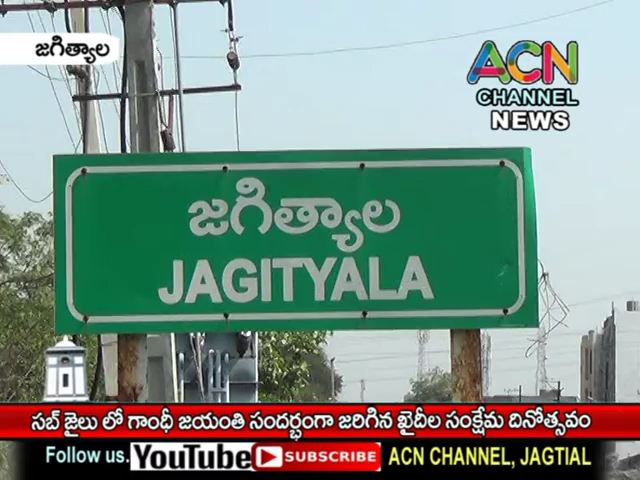 జగిత్యాల
ACN
CHANNEL
NEWS
జగిత్యాల
JAGITYALA
సబ్ జైలు లో గాంధీ జయంతి సందర్భంగా జరిగిన ఖైదీల సంక్షేమ దినోత్సవం
Follow us. YouTube SUBSCRIBE ACN CHANNEL, JAGTIAL